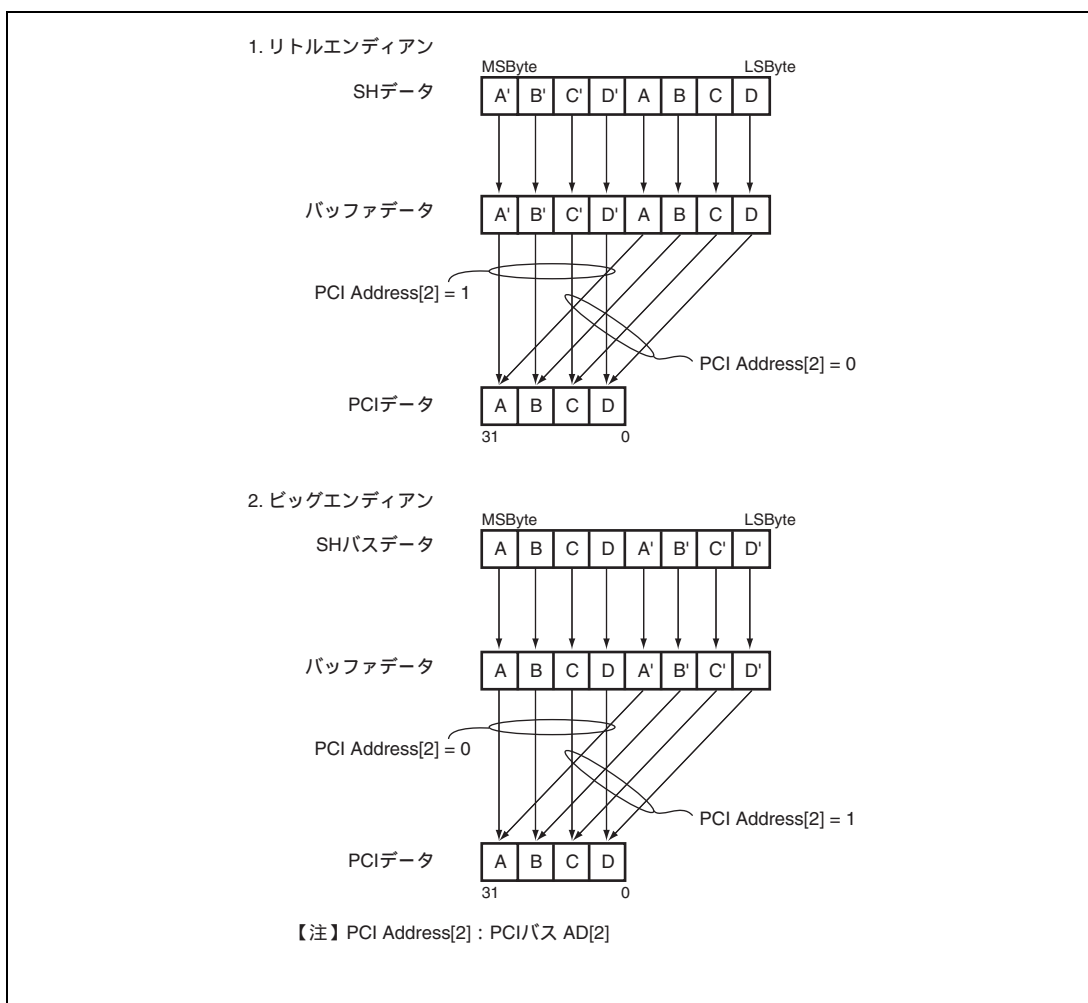 1. リトルエンディアン
MSByte LSByte
SHデータ A' B' C' D' A B C D
バッファデータ A' B' C' D' A B C D
PCI Address[2] = 1
PCI Address[2] = 0
PCIデータ A B C D
31 0
2. ビッグエンディアン
MSByte LSByte
SHバスデータ A B C D A' B' C' D'
バッファデータ A B C D A' B' C' D'
PCI Address[2] = 0
PCI Address[2] = 1
PCIデータ A B C D
31 0
【注】PCI Address[2] : PCIバス AD[2]